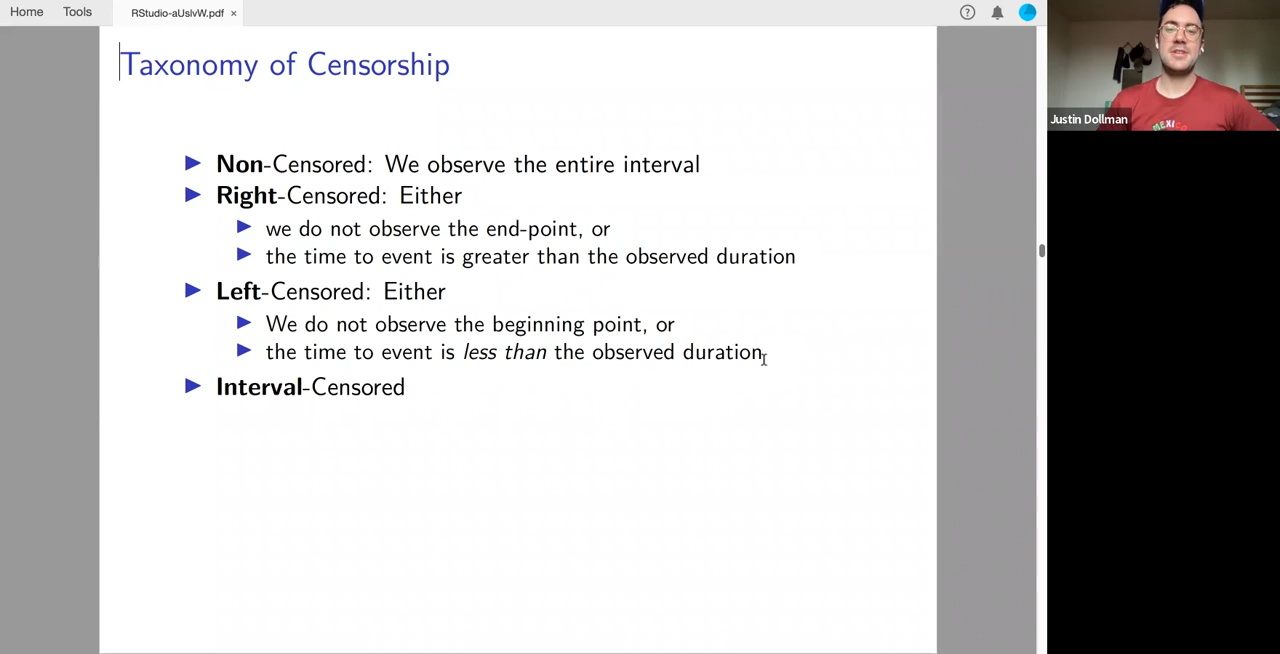 Home Tools RStudio-aUslvW.pdf ×
Taxonomy of Censorship
Non-Censored: We observe the entire interval
Right-Censored: Either
we do not observe the end-point, or
the time to event is greater than the observed duration
Left-Censored: Either
We do not observe the beginning point, or
the time to event is less than the observed duration
Interval-Censored
Justin Dollman
MEXICO